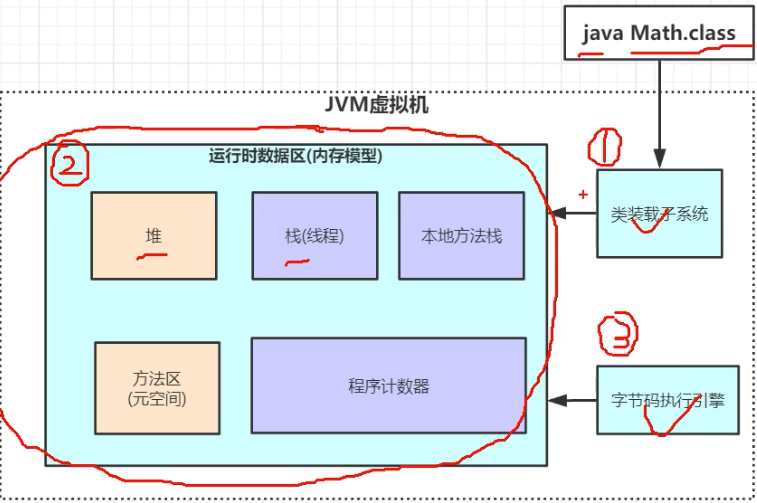 java Math.class
JVM虚拟机
①
②
运行时数据区(内存模型)
堆
栈(线程)
本地方法栈
+
类装载子系统
③
方法区
(元空间)
程序计数器
字节码执行引擎